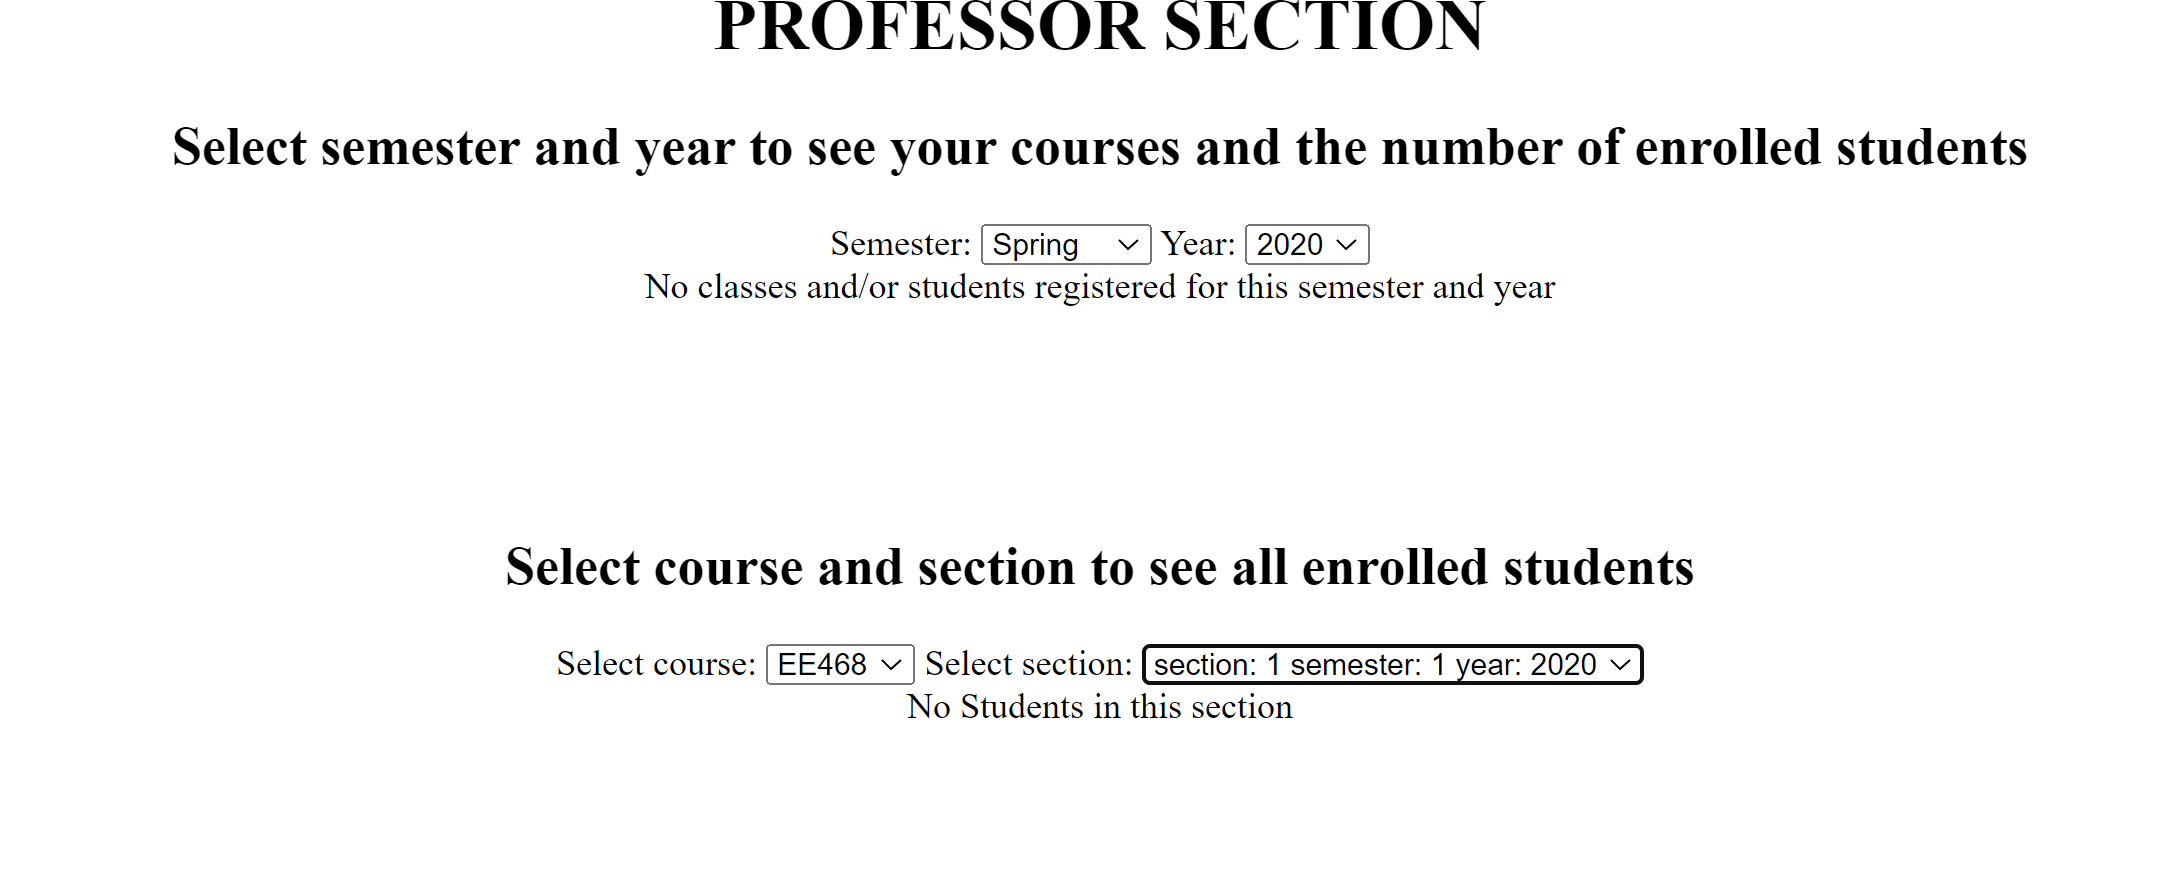 PROFESSOR SECTION
Select semester and year to see your courses and the number of enrolled students
Semester: Spring Year: 2020
No classes and/or students registered for this semester and year
Select course and section to see all enrolled students
Select course: EE468 Select section: section: 1 semester: 1 year: 2020
No Students in this section